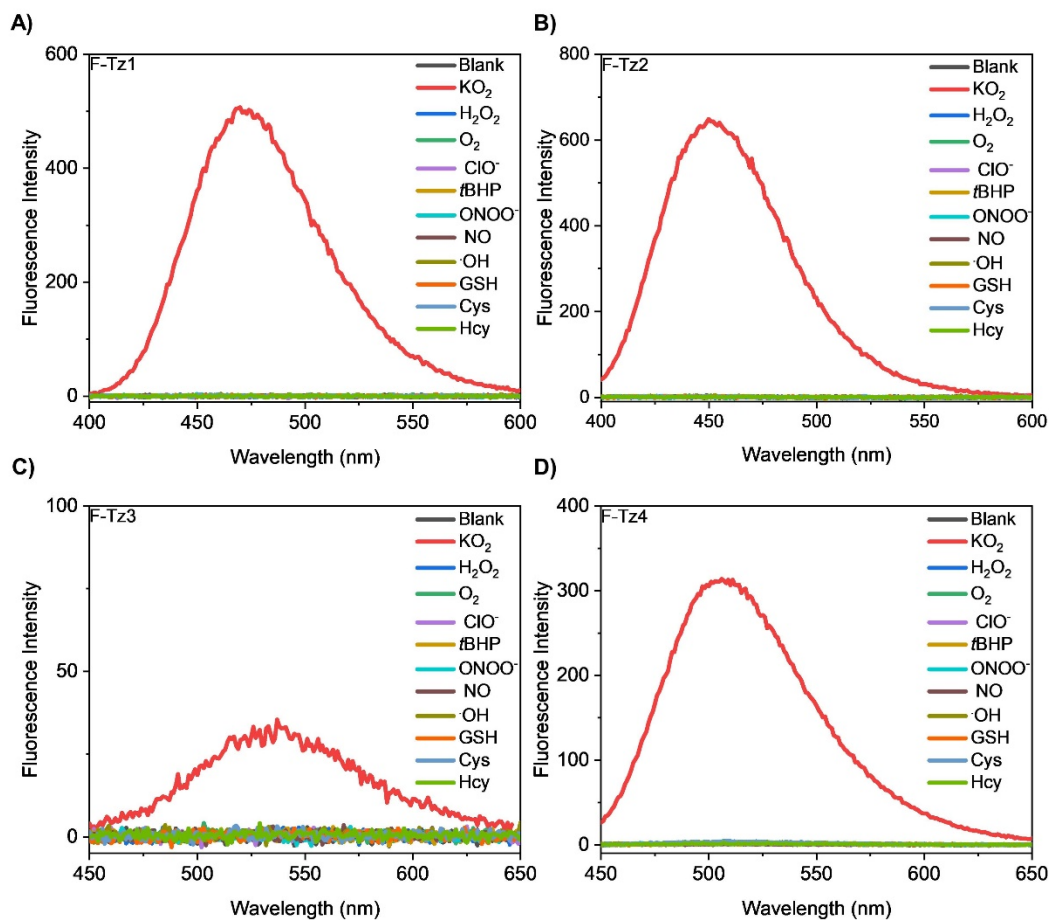 A)
F-Tz1
Fluorescence Intensity
600
400
200
0
400
450
500
550
600
Wavelength (nm)
Blank
KO₂
H₂O₂
O₂
ClO⁻
tBHP
ONOO⁻
NO
·OH
GSH
Cys
Hcy
B)
F-Tz2
Fluorescence Intensity
800
600
400
200
0
400
450
500
550
600
Wavelength (nm)
Blank
KO₂
H₂O₂
O₂
ClO⁻
tBHP
ONOO⁻
NO
·OH
GSH
Cys
Hcy
C)
F-Tz3
Fluorescence Intensity
100
50
0
450
500
550
600
650
Wavelength (nm)
Blank
KO₂
H₂O₂
O₂
ClO⁻
tBHP
ONOO⁻
NO
·OH
GSH
Cys
Hcy
D)
F-Tz4
Fluorescence Intensity
400
300
200
100
0
450
500
550
600
650
Wavelength (nm)
Blank
KO₂
H₂O₂
O₂
ClO⁻
tBHP
ONOO⁻
NO
·OH
GSH
Cys
Hcy